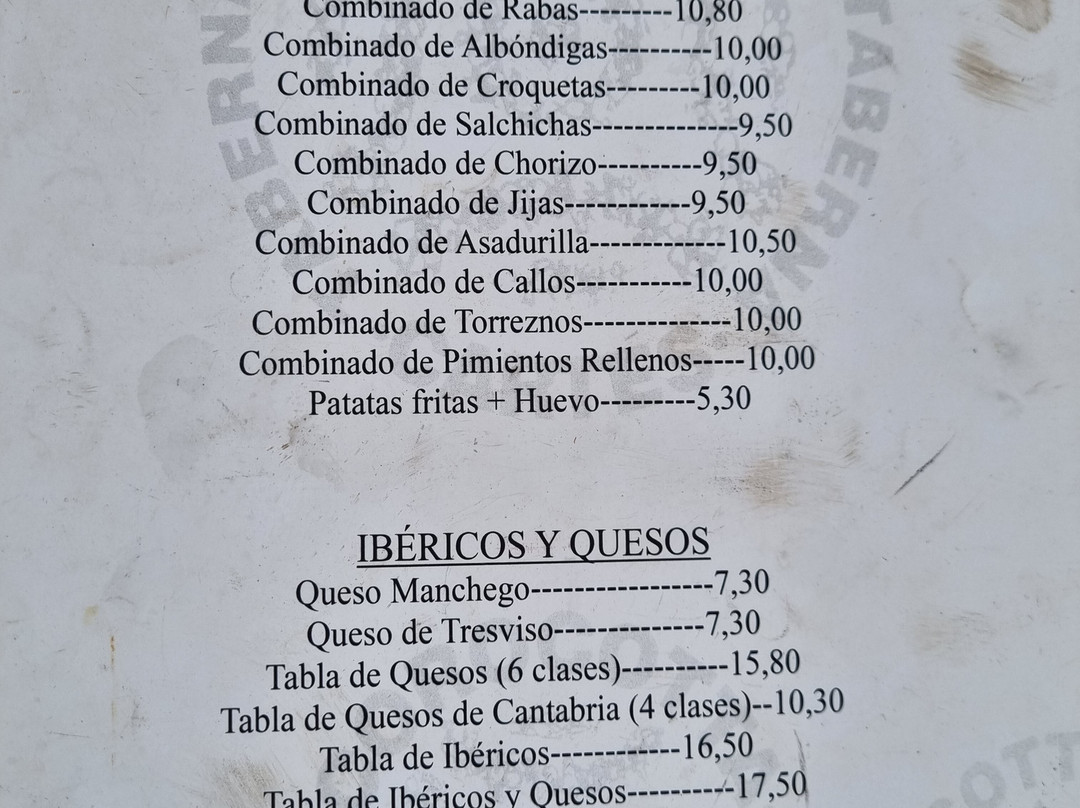 Combinado de Rabas---------10,80
Combinado de Albóndigas----------10,00
Combinado de Croquetas---------10,00
Combinado de Salchichas--------------9,50
Combinado de Chorizo----------9,50
Combinado de Jijas------------9,50
Combinado de Asadurilla-------------10,50
Combinado de Callos-----------10,00
Combinado de Torreznos--------------10,00
Combinado de Pimientos Rellenos-----10,00
Patatas fritas + Huevo---------5,30
IBÉRICOS Y QUESOS
Queso Manchego-----------------7,30
Queso de Tresviso--------------7,30
Tabla de Quesos (6 clases)----------15,80
Tabla de Quesos de Cantabria (4 clases)--10,30
Tabla de Ibéricos------------16,50
Tabla de Ibéricos y Quesos----------17,50
TABERNA